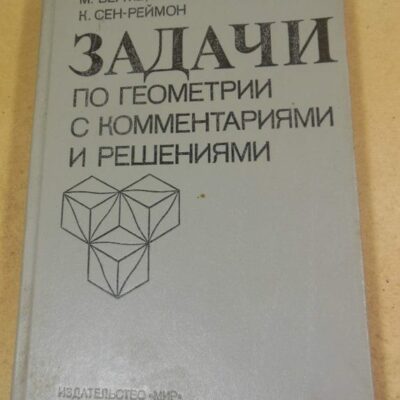 К. СЕН-РЕЙМОН
ЗАДАЧИ
ПО ГЕОМЕТРИИ
С КОММЕНТАРИЯМИ
И РЕШЕНИЯМИ
ИЗДАТЕЛЬСТВО «МИР»